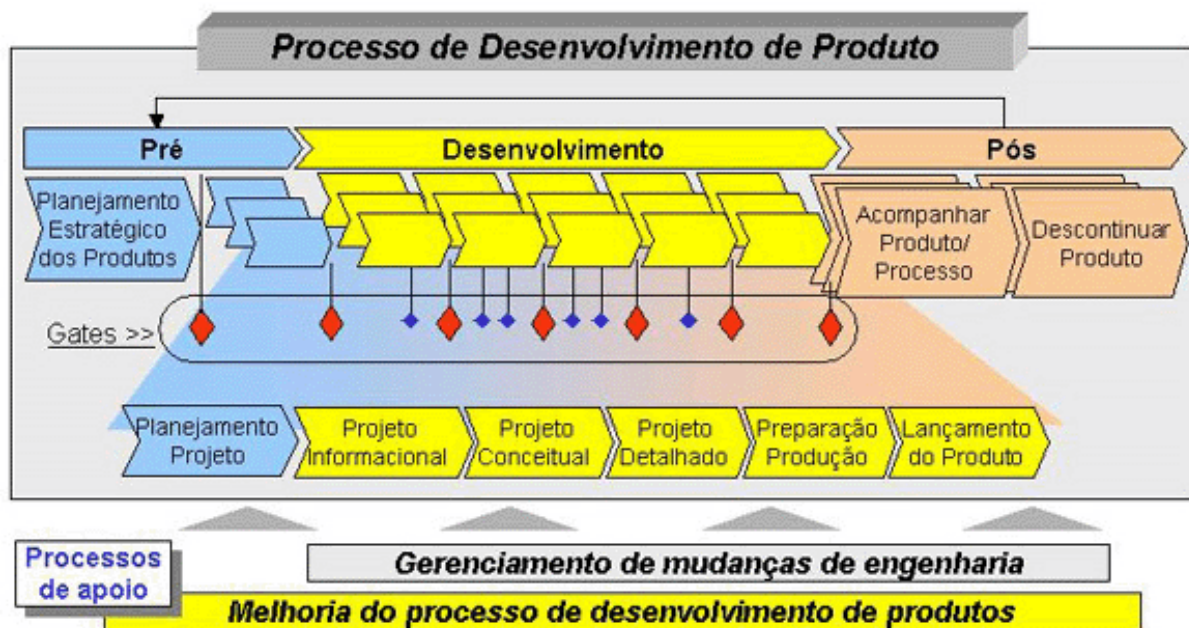 Processo de Desenvolvimento de Produto
Pré
Desenvolvimento
Pós
Planejamento
Estratégico
dos Produtos
Acompanhar
Produto/
Processo
Descontinuar
Produto
Gates >>
Planejamento
Projeto
Projeto
Informacional
Projeto
Conceitual
Projeto
Detalhado
Preparação
Produção
Lançamento
do Produto
Processos
de apoio
Gerenciamento de mudanças de engenharia
Melhoria do processo de desenvolvimento de produtos